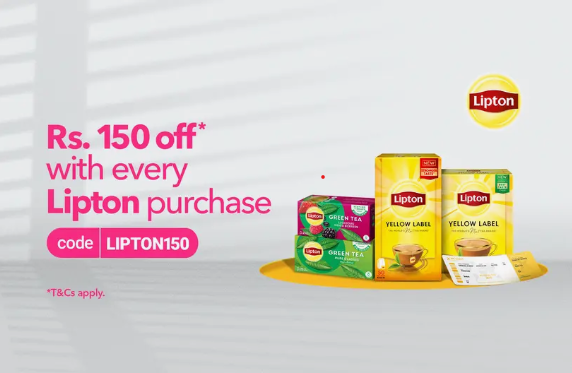 Rs. 150 off*
with every
Lipton purchase
code LIPTON150
*T&Cs apply.
Lipton
Lipton
GREEN TEA
Lipton
GREEN TEA
Lipton
YELLOW LABEL
Lipton
YELLOW LABEL